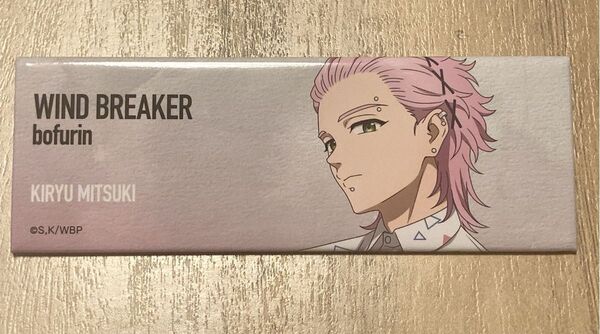 WIND BREAKER
bofurin
KIRYU MITSUKI
©S,K/WBP